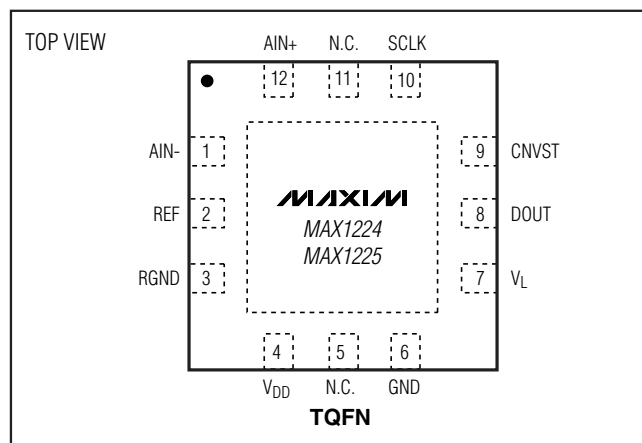 TOP VIEW
AIN+ N.C. SCLK
12 11 10
AIN- 1 9 CNVST
MAXIM
REF 2 8 DOUT
MAX1224
MAX1225
RGND 3 7 VL
4 5 6
VDD N.C. GND
TQFN